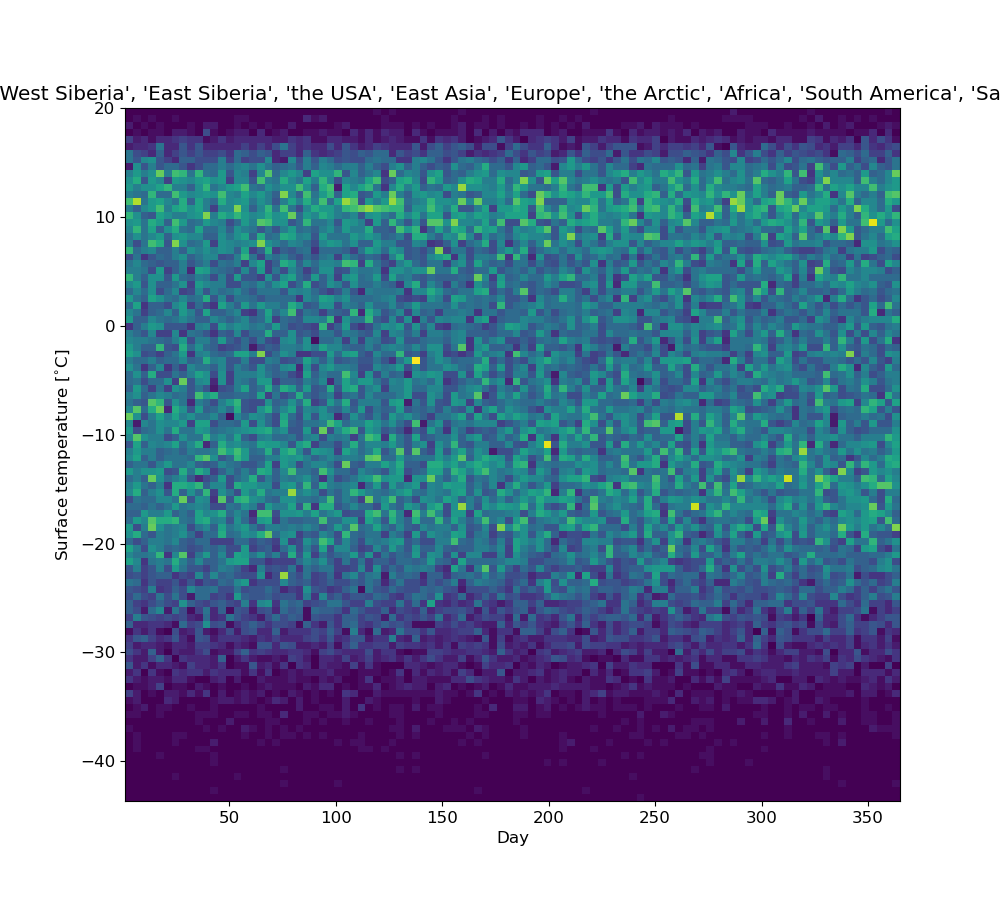 West Siberia', 'East Siberia', 'the USA', 'East Asia', 'Europe', 'the Arctic', 'Africa', 'South America', 'Sa
20
10
0
−10
−20
−30
−40
Surface temperature [°C]
50 100 150 200 250 300 350
Day